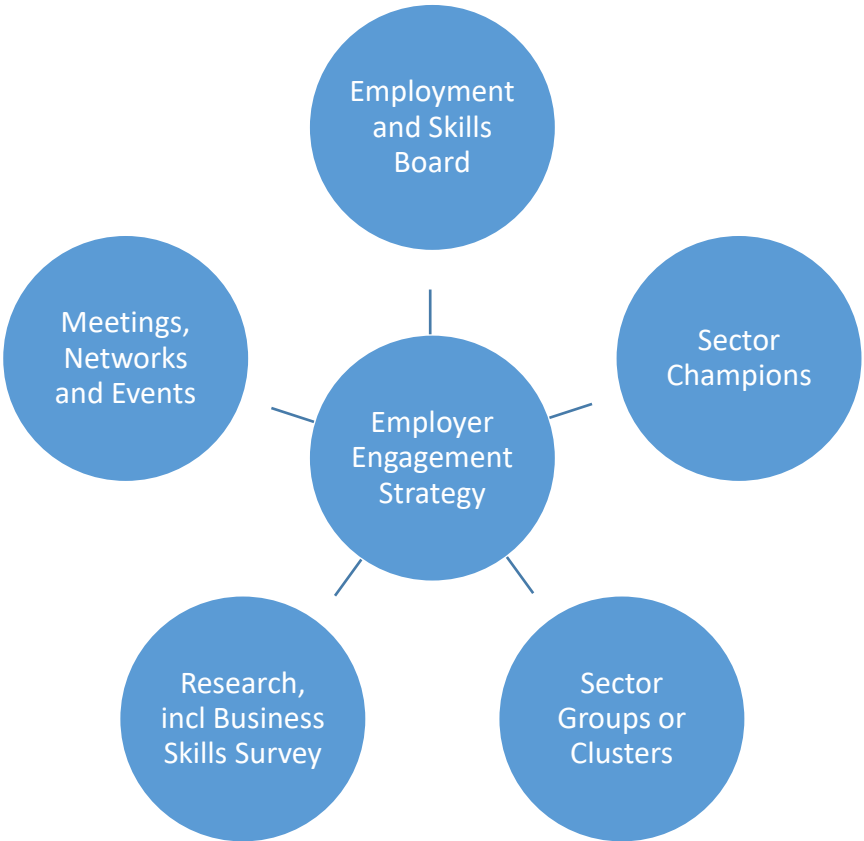 Employment
and Skills
Board
Meetings,
Networks
and Events
Sector
Champions
Employer
Engagement
Strategy
Research,
incl Business
Skills Survey
Sector
Groups or
Clusters